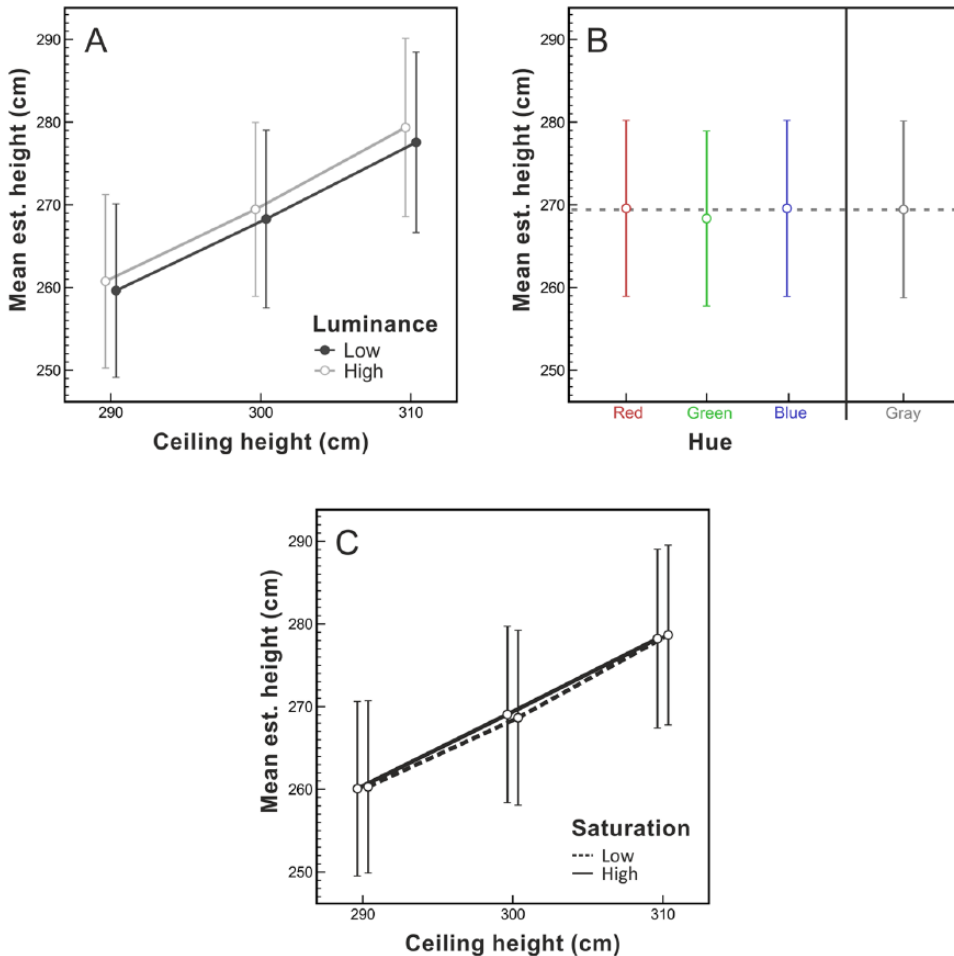 A
Mean est. height (cm)
290
280
270
260
250
Luminance
Low
High
290 300 310
Ceiling height (cm)
B
Mean est. height (cm)
290
280
270
260
250
Red Green Blue Gray
Hue
C
Mean est. height (cm)
290
280
270
260
250
Saturation
Low
High
290 300 310
Ceiling height (cm)